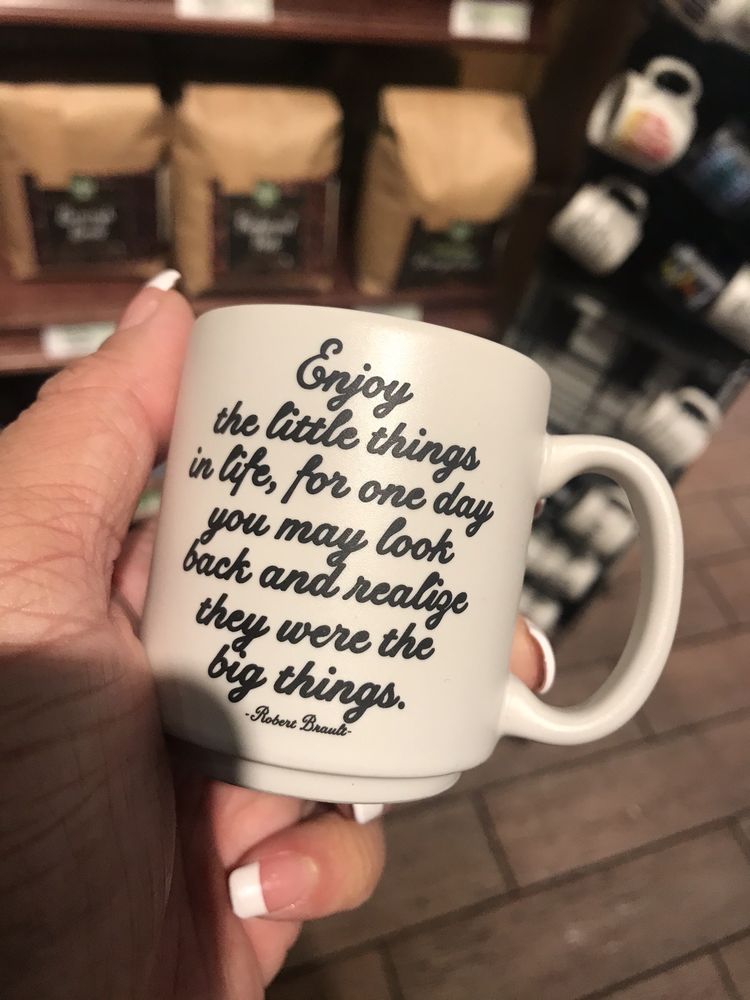 Enjoy
the little things
in life, for one day
you may look
back and realize
they were the
big things.
-Robert Brault-